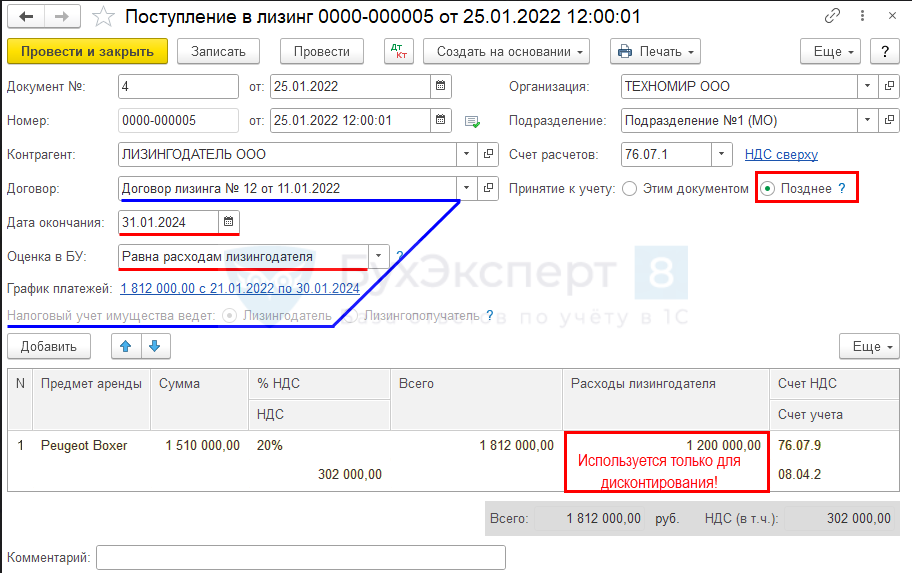 Поступление в лизинг 0000-000005 от 25.01.2022 12:00:01
Провести и закрыть Записать Провести Дт Кт Создать на основании Печать Еще ?
Документ №: 4 от: 25.01.2022 Организация: ТЕХНОМИР ООО
Номер: 0000-000005 от: 25.01.2022 12:00:01 Подразделение: Подразделение №1 (МО)
Контрагент: ЛИЗИНГОДАТЕЛЬ ООО Счет расчетов: 76.07.1 НДС сверху
Договор: Договор лизинга № 12 от 11.01.2022 Принятие к учету: Этим документом Позднее ?
Дата окончания: 31.01.2024
Оценка в БУ: Равна расходам лизингодателя ?
БухЭксперт 8
График платежей: 1 812 000,00 с 21.01.2022 по 30.01.2024
Налоговый учет имущества ведет: Лизингодатель Лизингополучатель ?
База ответов по учёту в 1С
Добавить Еще
N Предмет аренды Сумма % НДС Всего Расходы лизингодателя Счет НДС
НДС Счет учета
1 Peugeot Boxer 1 510 000,00 20% 1 812 000,00 1 200 000,00 76.07.9
Используется только для
302 000,00 08.04.2
дисконтирования!
Всего: 1 812 000,00 руб. НДС (в т.ч.): 302 000,00
Комментарий: